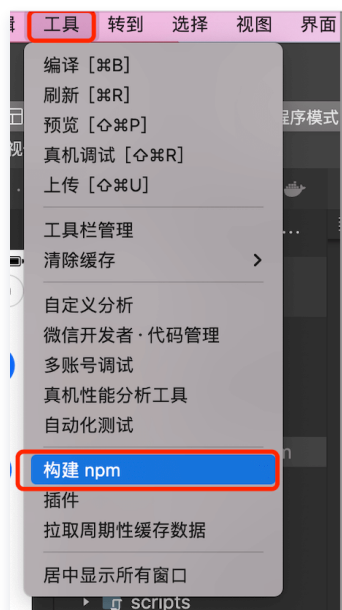 工具 转到 选择 视图 界面
编译 [⌘B]
刷新 [⌘R]
预览 [⇧⌘P]
程序模式
真机调试 [⇧⌘R]
上传 [⇧⌘U]
工具栏管理
清除缓存
自定义分析
微信开发者·代码管理
多账号调试
真机性能分析工具
自动化测试
构建 npm
插件
拉取周期性缓存数据
居中显示所有窗口
scripts